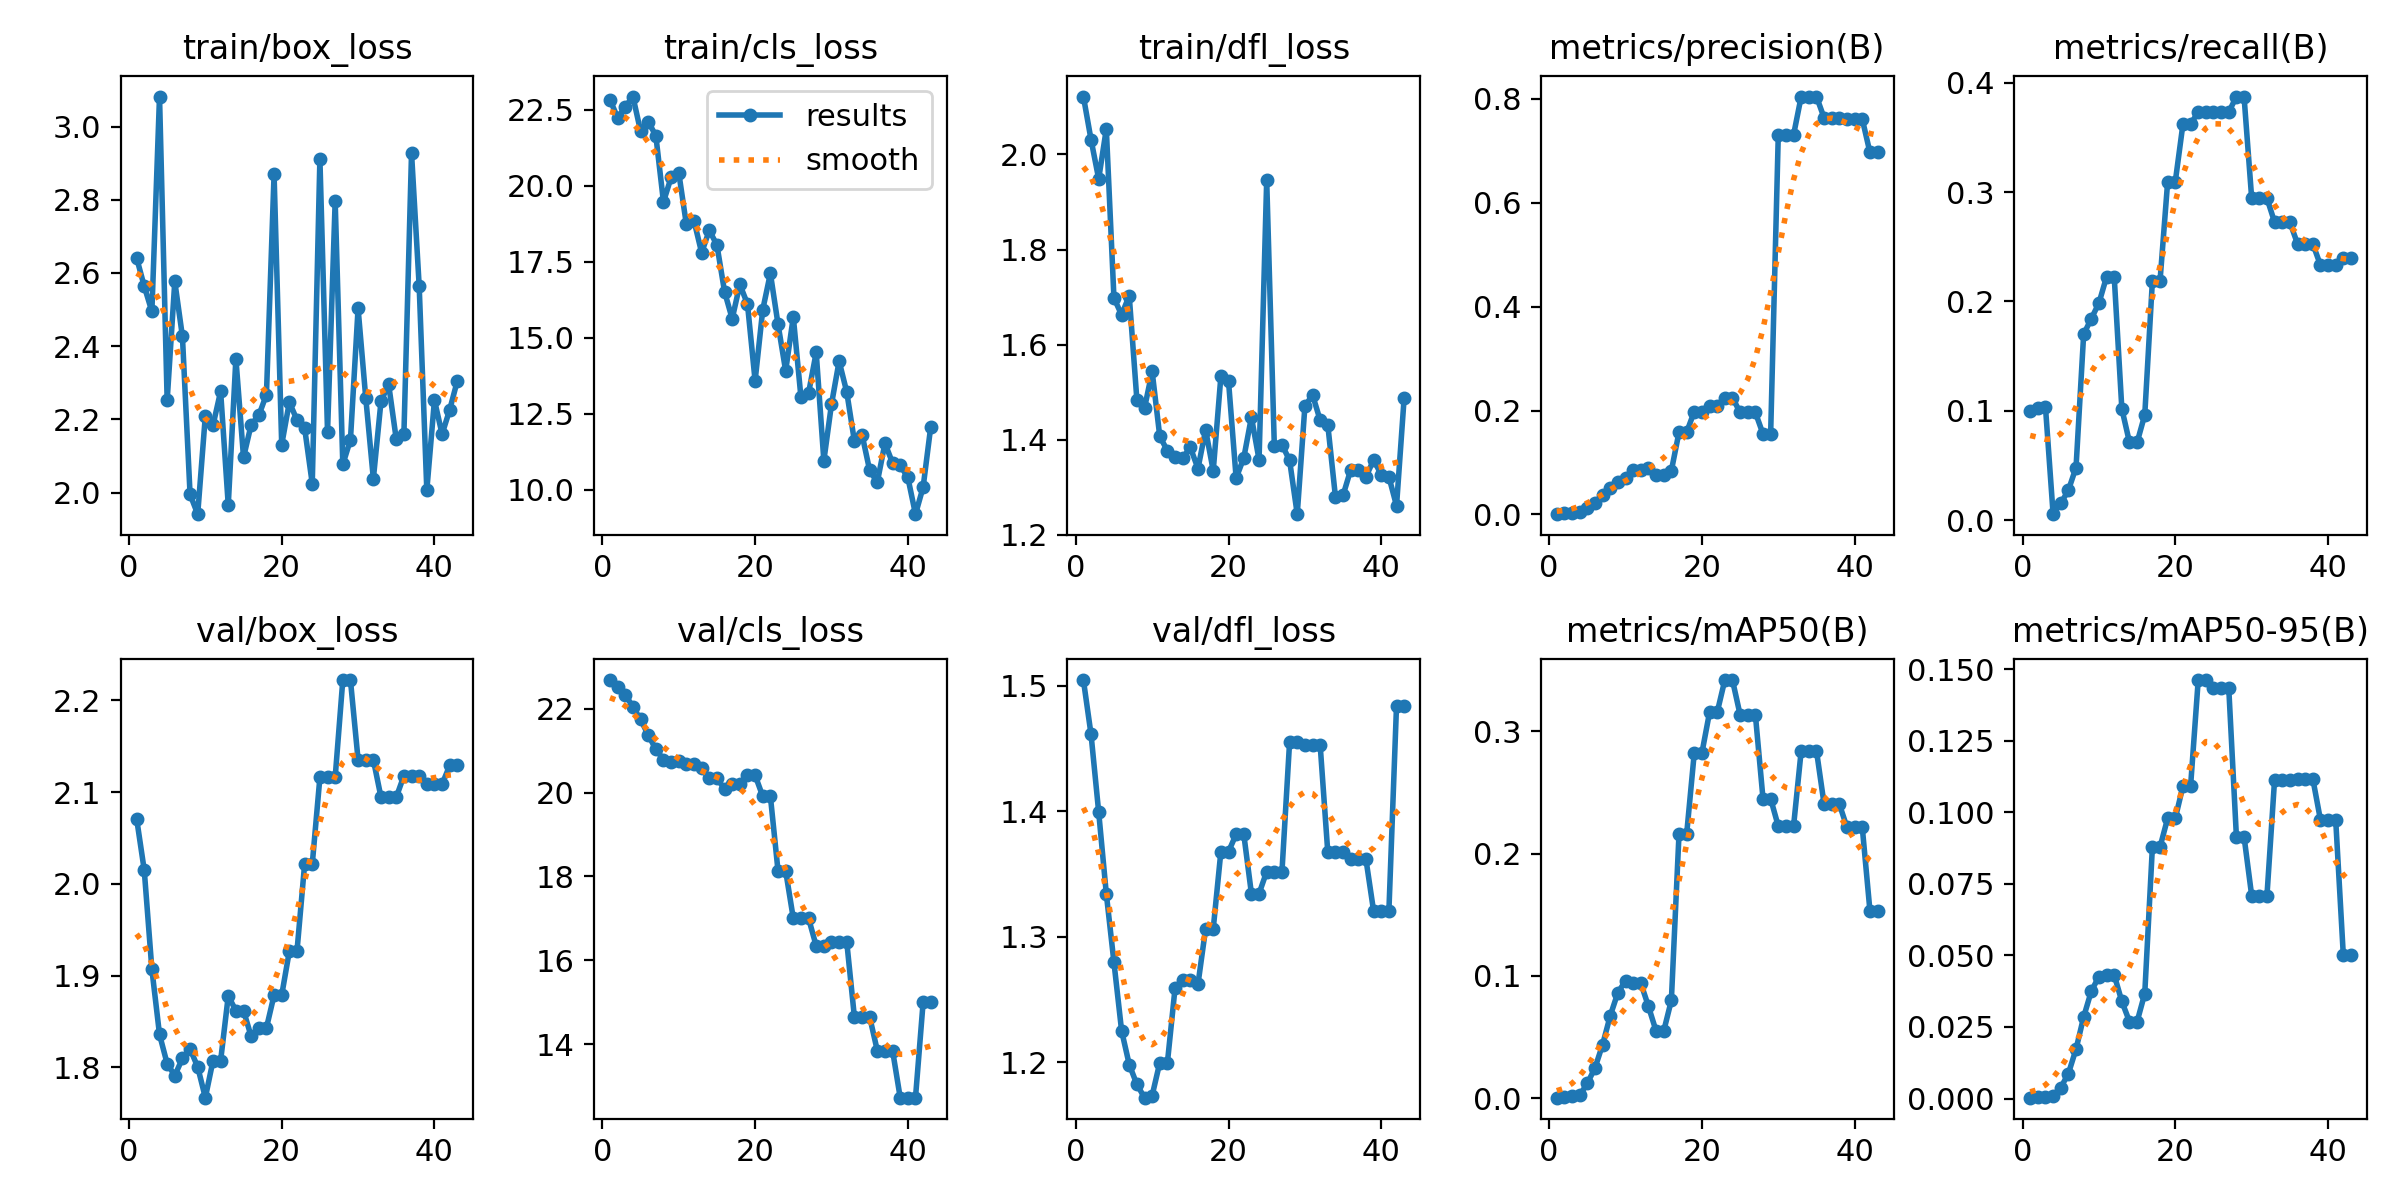 train/box_loss
3.0
2.8
2.6
2.4
2.2
2.0
0 20 40
train/cls_loss
results
smooth
22.5
20.0
17.5
15.0
12.5
10.0
0 20 40
train/dfl_loss
2.0
1.8
1.6
1.4
1.2
0 20 40
metrics/precision(B)
0.8
0.6
0.4
0.2
0.0
0 20 40
metrics/recall(B)
0.4
0.3
0.2
0.1
0.0
0 20 40
val/box_loss
2.2
2.1
2.0
1.9
1.8
0 20 40
val/cls_loss
22
20
18
16
14
0 20 40
val/dfl_loss
1.5
1.4
1.3
1.2
0 20 40
metrics/mAP50(B)
0.3
0.2
0.1
0.0
0 20 40
metrics/mAP50-95(B)
0.150
0.125
0.100
0.075
0.050
0.025
0.000
0 20 40